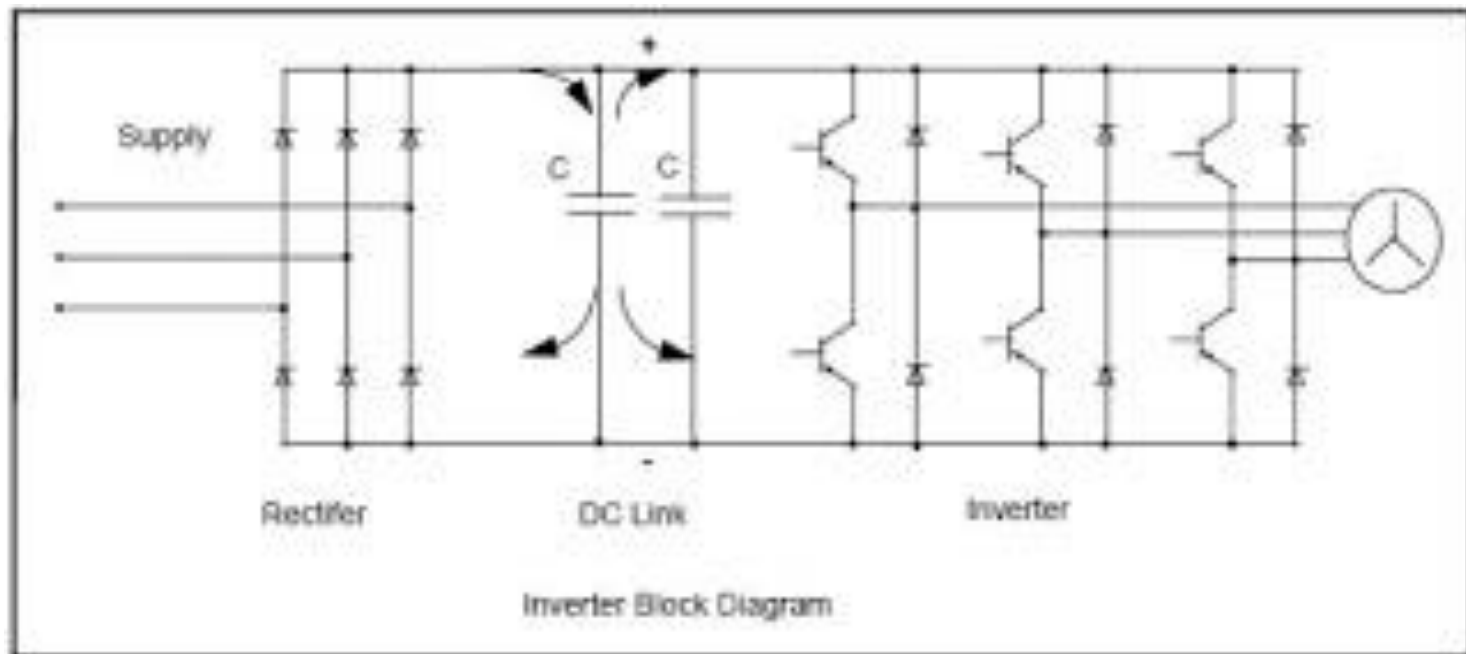 +
Supply
C C
-
Rectifer DC Link Inverter
Inverter Block Diagram